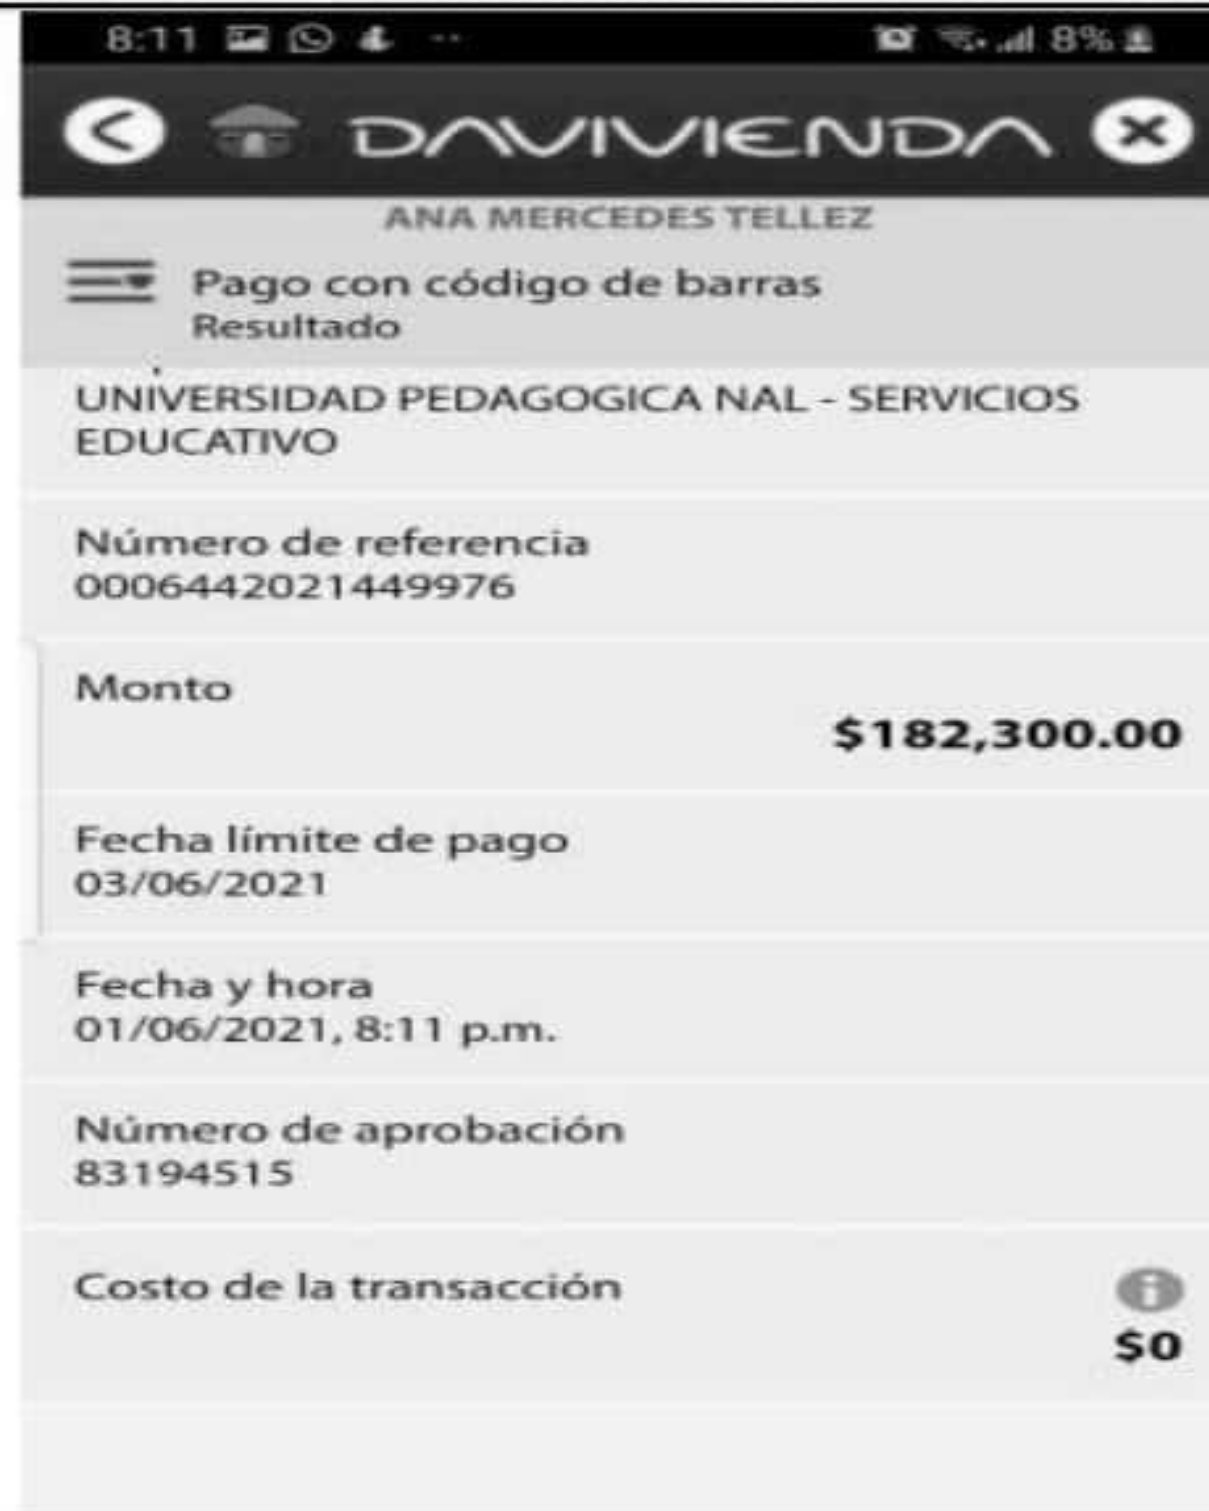 8:11
8%
DAVIVIENDA
ANA MERCEDES TELLEZ
Pago con código de barras
Resultado
UNIVERSIDAD PEDAGOGICA NAL - SERVICIOS
EDUCATIVO
Número de referencia
0006442021449976
Monto
$182,300.00
Fecha límite de pago
03/06/2021
Fecha y hora
01/06/2021, 8:11 p.m.
Número de aprobación
83194515
Costo de la transacción
$0